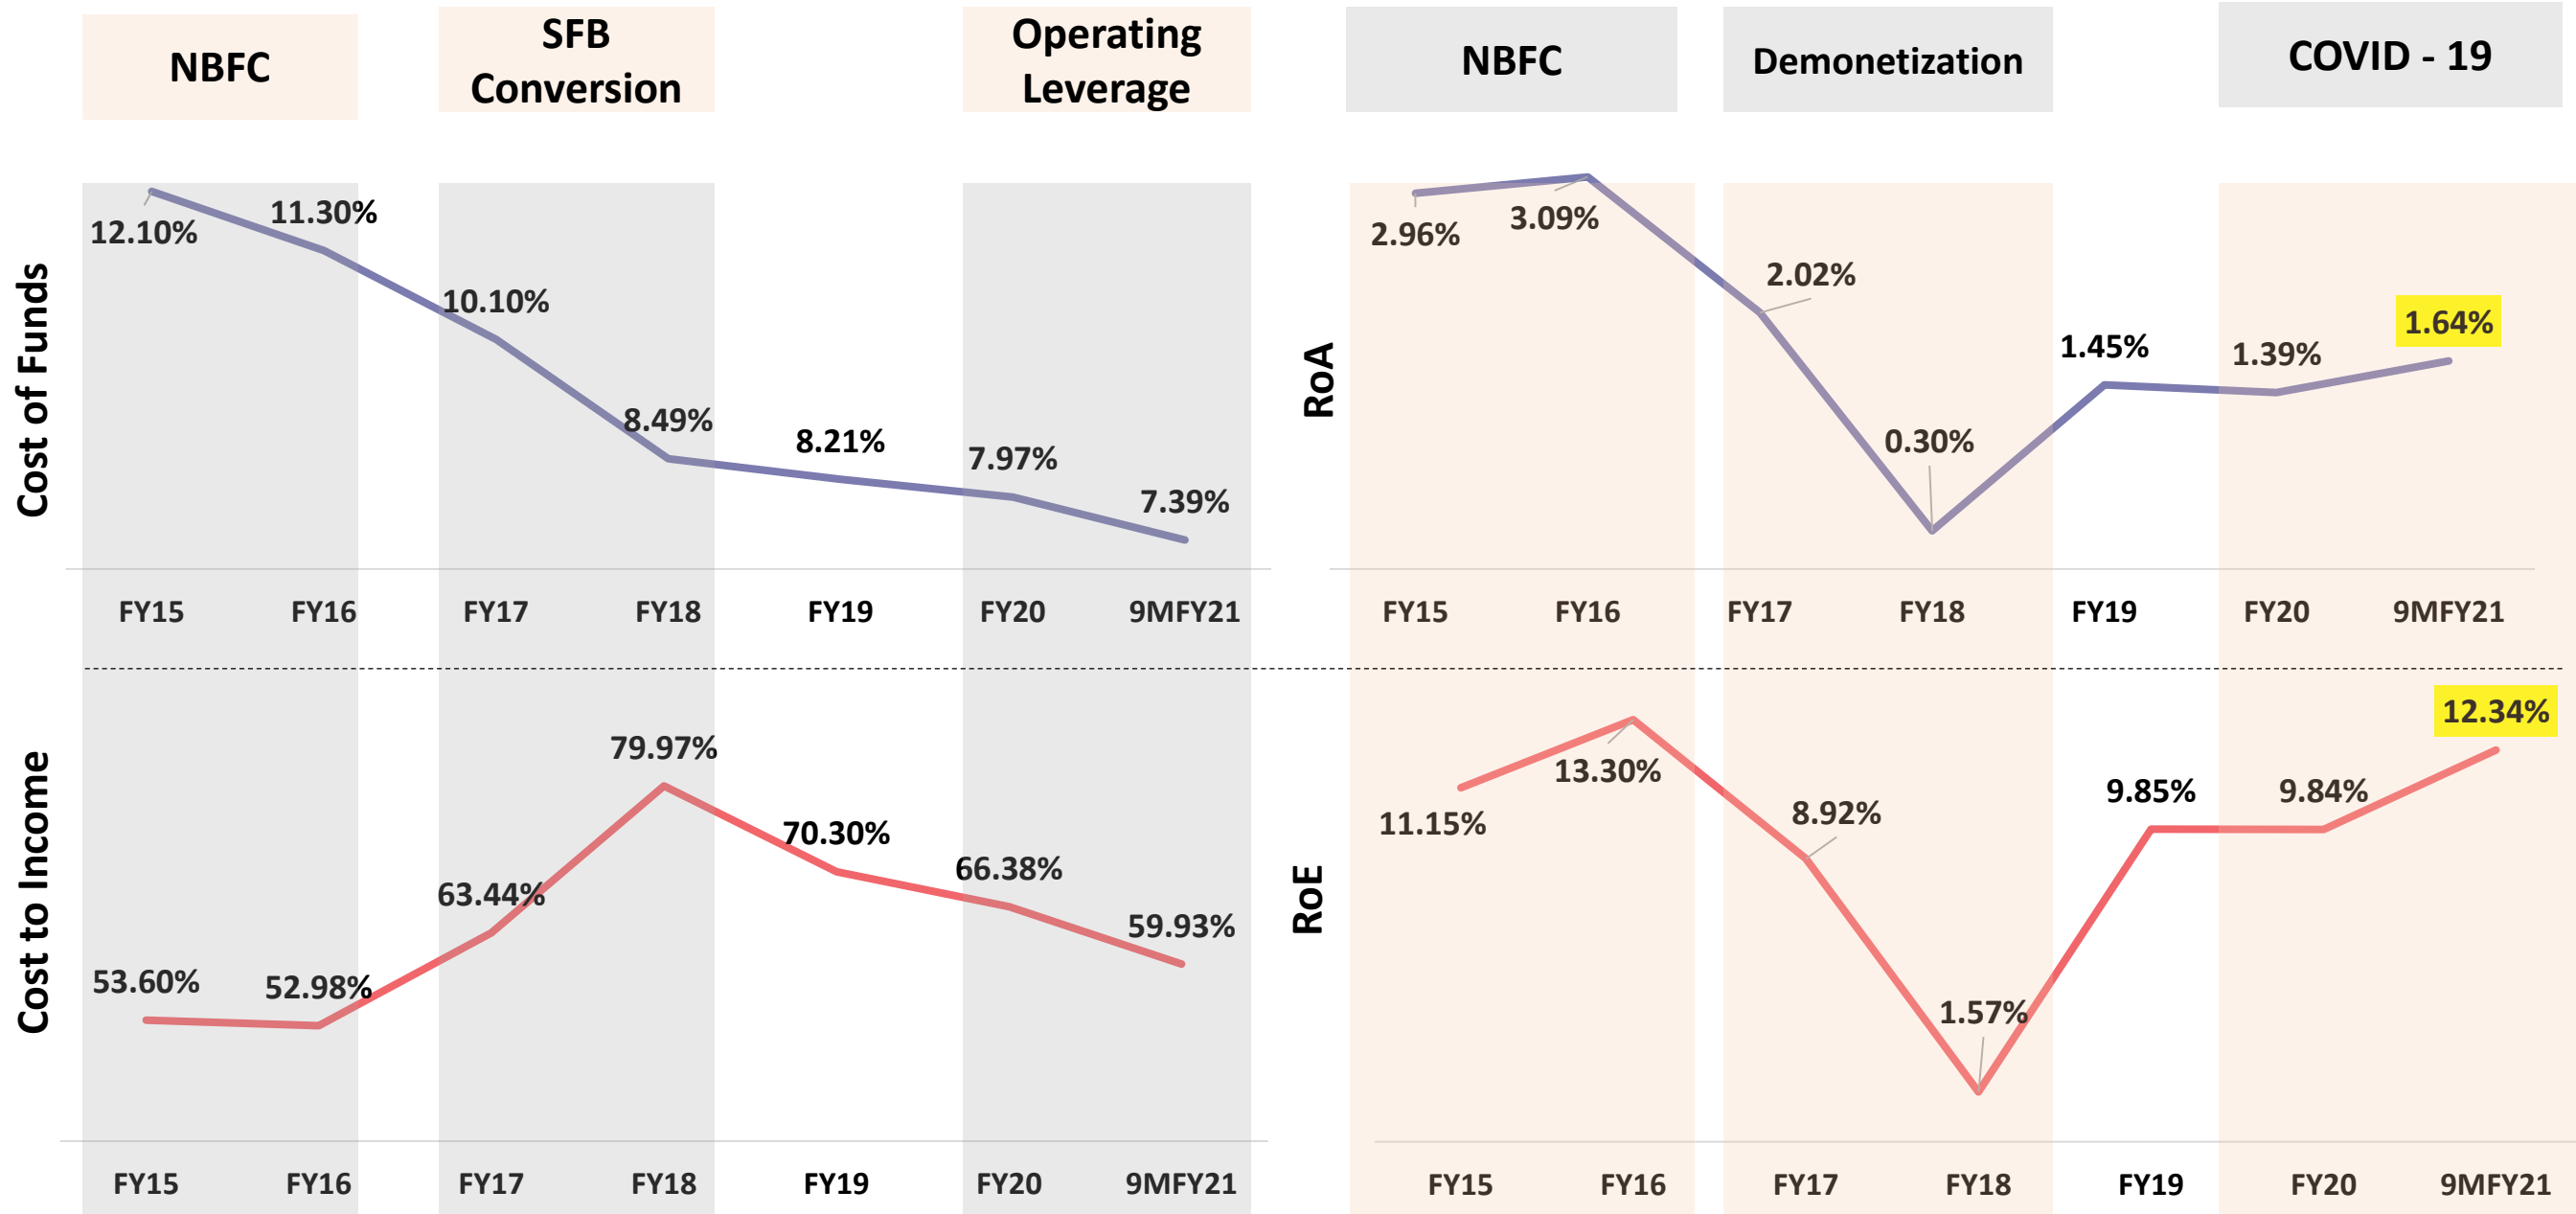 NBFC
SFB
Conversion
Operating
Leverage
NBFC
Demonetization
COVID - 19
Cost of Funds
12.10%
11.30%
10.10%
8.49%
8.21%
7.97%
7.39%
FY15
FY16
FY17
FY18
FY19
FY20
9MFY21
RoA
2.96%
3.09%
2.02%
0.30%
1.45%
1.39%
1.64%
FY15
FY16
FY17
FY18
FY19
FY20
9MFY21
Cost to Income
53.60%
52.98%
63.44%
79.97%
70.30%
66.38%
59.93%
FY15
FY16
FY17
FY18
FY19
FY20
9MFY21
RoE
11.15%
13.30%
8.92%
1.57%
9.85%
9.84%
12.34%
FY15
FY16
FY17
FY18
FY19
FY20
9MFY21